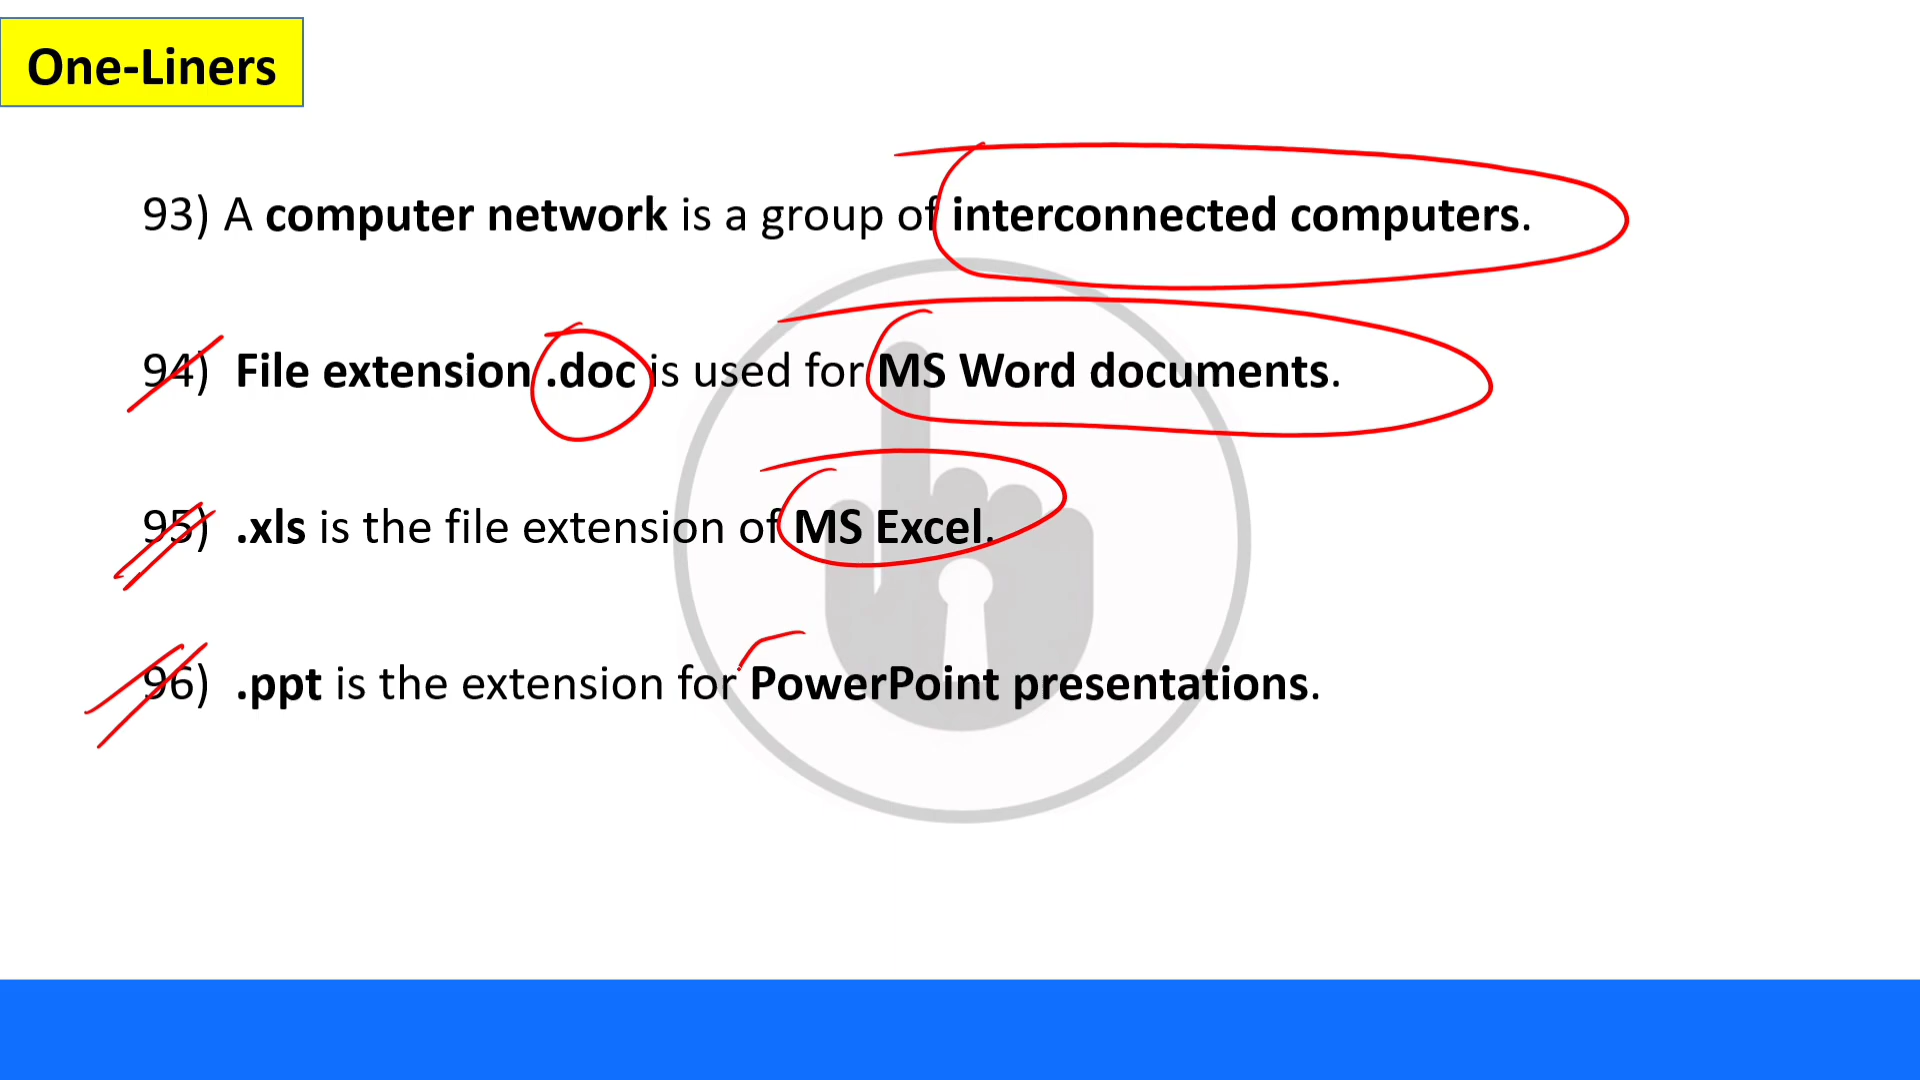 One-Liners
93) A computer network is a group of interconnected computers.
94) File extension .doc is used for MS Word documents.
95) .xls is the file extension of MS Excel.
96) .ppt is the extension for PowerPoint presentations.